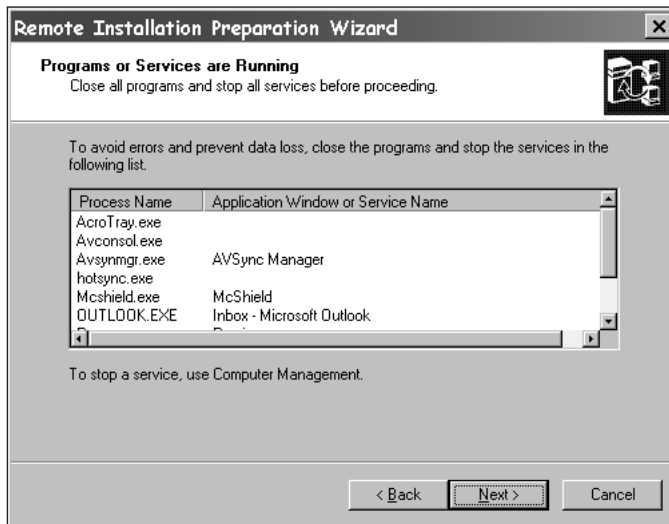 Remote Installation Preparation Wizard
Programs or Services are Running
Close all programs and stop all services before proceeding.
To avoid errors and prevent data loss, close the programs and stop the services in the
following list.
Process Name Application Window or Service Name
AcroTray.exe
Avconsol.exe
Avsynmgr.exe AVSync Manager
hotsync.exe
Mcshield.exe McShield
OUTLOOK.EXE Inbox - Microsoft Outlook
To stop a service, use Computer Management.
< Back Next > Cancel